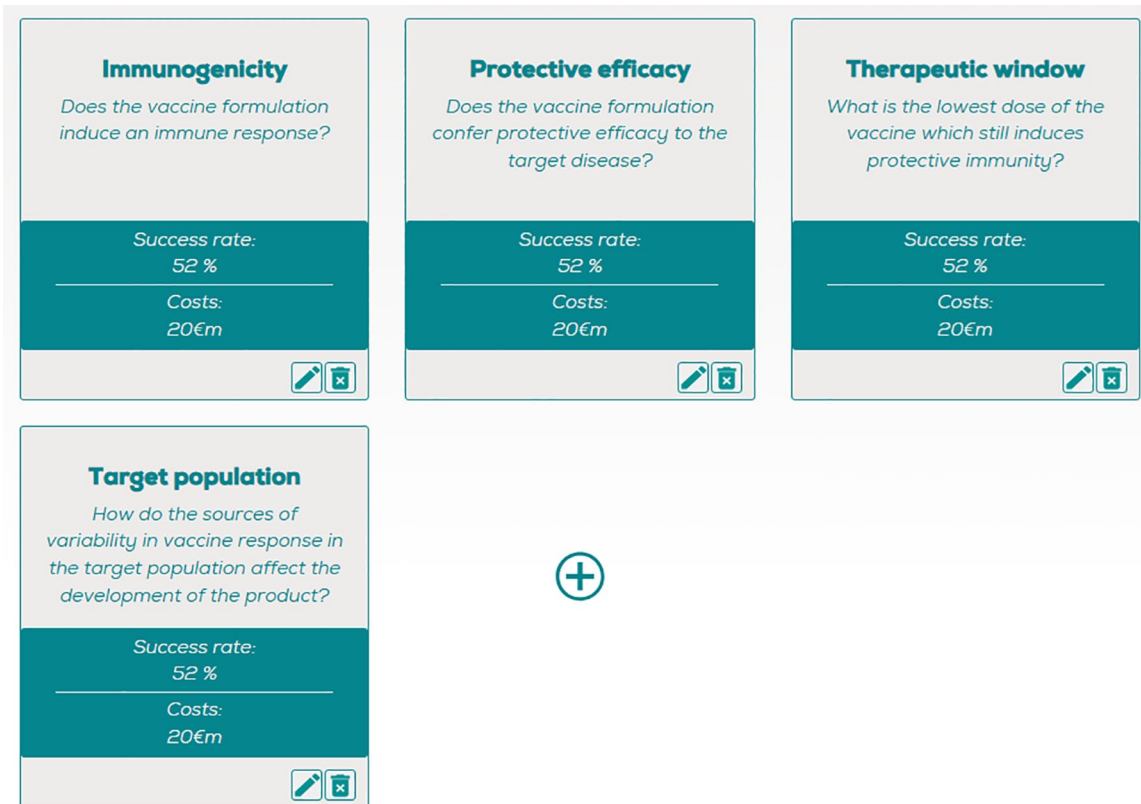 Immunogenicity
Does the vaccine formulation
induce an immune response?
Success rate:
52 %
Costs:
20€m
Protective efficacy
Does the vaccine formulation
confer protective efficacy to the
target disease?
Success rate:
52 %
Costs:
20€m
Therapeutic window
What is the lowest dose of the
vaccine which still induces
protective immunity?
Success rate:
52 %
Costs:
20€m
Target population
How do the sources of
variability in vaccine response in
the target population affect the
development of the product?
Success rate:
52 %
Costs:
20€m